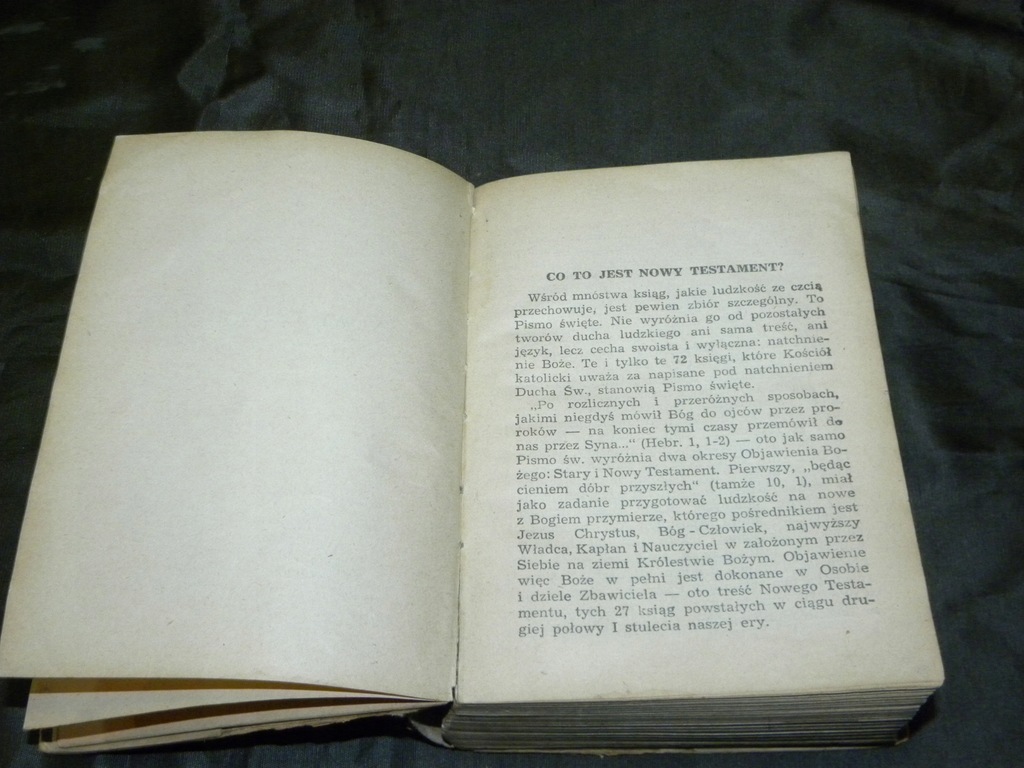 CO TO JEST NOWY TESTAMENT?
Wśród mnóstwa ksiąg, jakie ludzkość ze czcią
przechowuje, jest pewien zbiór szczególny. To
Pismo święte. Nie wyróżnia go od pozostałych
tworów ducha ludzkiego ani sama treść, ani
język, lecz cecha swoista i wyłączna: natchnie-
nie Boże. Te i tylko te 72 księgi, które Kościół
katolicki uważa za napisane pod natchnieniem
Ducha Św., stanowią Pismo święte.
„Po rozlicznych i przeróżnych sposobach,
jakimi niegdyś mówił Bóg do ojców przez pro-
roków — na koniec tymi czasy przemówił do
nas przez Syna..." (Hebr. 1, 1-2) — oto jak samo
Pismo św. wyróżnia dwa okresy Objawienia Bo-
żego: Stary i Nowy Testament. Pierwszy, „będąc
cieniem dóbr przyszłych" (tamże 10, 1), miał
jako zadanie przygotować ludzkość na nowe
z Bogiem przymierze, którego pośrednikiem jest
Jezus Chrystus, Bóg-Człowiek, najwyższy
Władca, Kapłan i Nauczyciel w założonym przez
Siebie na ziemi Królestwie Bożym. Objawienie
więc Boże w pełni jest dokonane w Osobie
i dziele Zbawiciela — oto treść Nowego Testa-
mentu, tych 27 ksiąg powstałych w ciągu dru-
giej połowy I stulecia naszej ery.